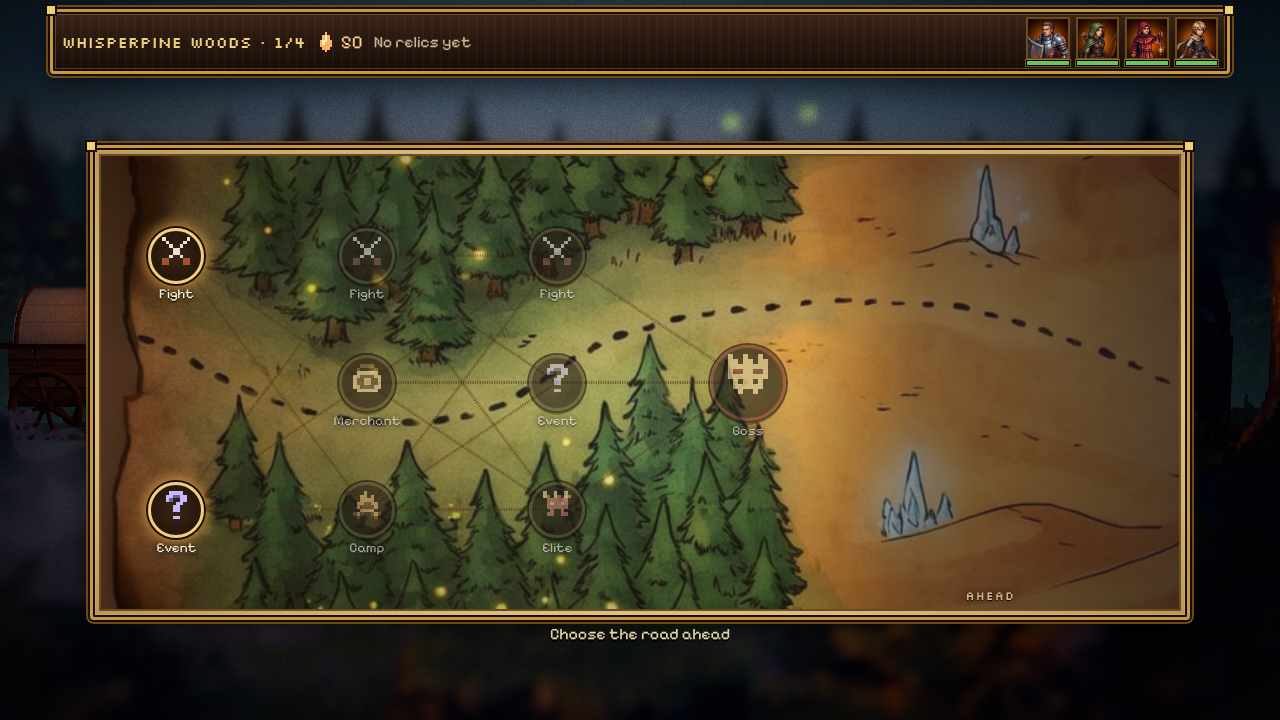 WHISPERPINE WOODS · 1/4 80 No relics yet
Fight Fight Fight
Merchant Event Boss
Event Camp Elite
AHEAD
Choose the road ahead